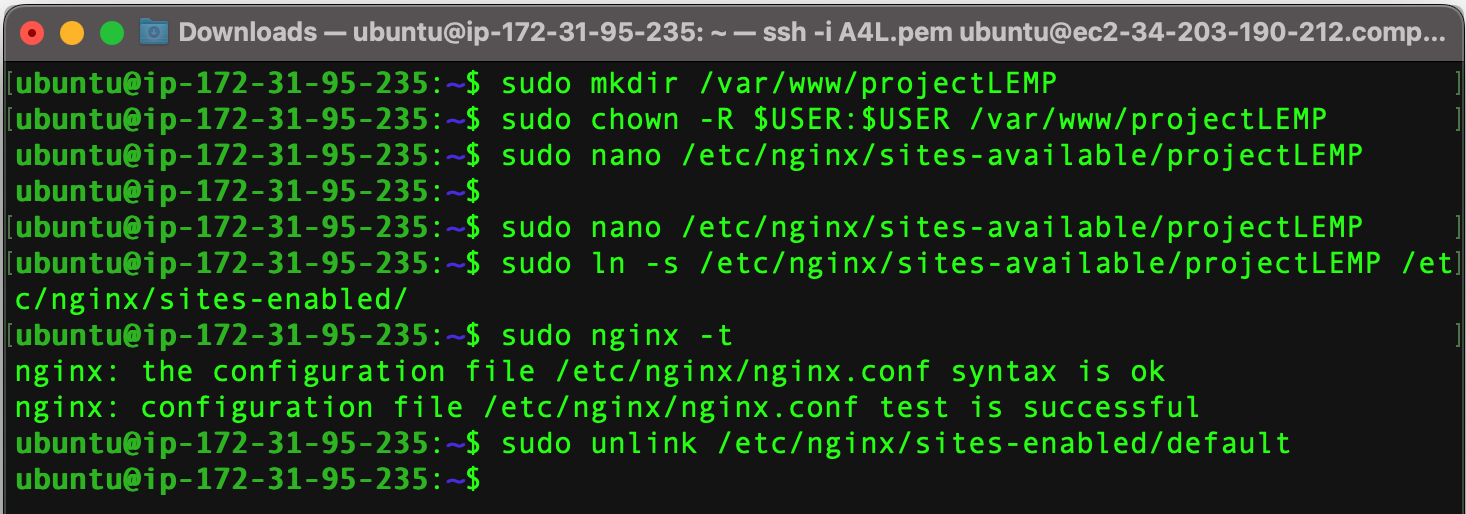 Downloads — ubuntu@ip-172-31-95-235: ~ — ssh -i A4L.pem ubuntu@ec2-34-203-190-212.comp...
[ubuntu@ip-172-31-95-235:~$ sudo mkdir /var/www/projectLEMP ]
[ubuntu@ip-172-31-95-235:~$ sudo chown -R $USER:$USER /var/www/projectLEMP ]
ubuntu@ip-172-31-95-235:~$ sudo nano /etc/nginx/sites-available/projectLEMP
ubuntu@ip-172-31-95-235:~$
[ubuntu@ip-172-31-95-235:~$ sudo nano /etc/nginx/sites-available/projectLEMP ]
[ubuntu@ip-172-31-95-235:~$ sudo ln -s /etc/nginx/sites-available/projectLEMP /et]
c/nginx/sites-enabled/
[ubuntu@ip-172-31-95-235:~$ sudo nginx -t ]
nginx: the configuration file /etc/nginx/nginx.conf syntax is ok
nginx: configuration file /etc/nginx/nginx.conf test is successful
ubuntu@ip-172-31-95-235:~$ sudo unlink /etc/nginx/sites-enabled/default
ubuntu@ip-172-31-95-235:~$